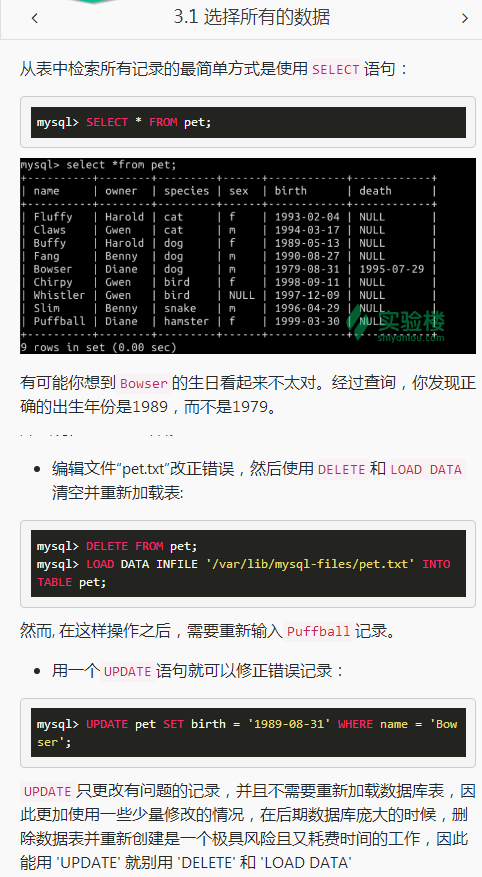 3.1 选择所有的数据
从表中检索所有记录的最简单方式是使用 SELECT 语句：
mysql> SELECT * FROM pet;
mysql> select *from pet;
+----------+--------+---------+------+------------+------------+
| name | owner | species | sex | birth | death |
+----------+--------+---------+------+------------+------------+
| Fluffy | Harold | cat | f | 1993-02-04 | NULL |
| Claws | Gwen | cat | m | 1994-03-17 | NULL |
| Buffy | Harold | dog | f | 1989-05-13 | NULL |
| Fang | Benny | dog | m | 1990-08-27 | NULL |
| Bowser | Diane | dog | m | 1979-08-31 | 1995-07-29 |
| Chirpy | Gwen | bird | f | 1998-09-11 | NULL |
| Whistler | Gwen | bird | NULL | 1997-12-09 | NULL |
| Slim | Benny | snake | m | 1996-04-29 | NULL |
| Puffball | Diane | hamster | f | 1999-03-30 | NULL |
+----------+--------+---------+------+------------+------------+
9 rows in set (0.00 sec)
实验楼
shiyanlou.com
有可能你想到 Bowser 的生日看起来不太对。经过查询，你发现正
确的出生年份是1989，而不是1979。
编辑文件“pet.txt”改正错误，然后使用 DELETE 和 LOAD DATA
清空并重新加载表:
mysql> DELETE FROM pet;
mysql> LOAD DATA INFILE '/var/lib/mysql-files/pet.txt' INTO
TABLE pet;
然而, 在这样操作之后，需要重新输入 Puffball 记录。
用一个 UPDATE 语句就可以修正错误记录：
mysql> UPDATE pet SET birth = '1989-08-31' WHERE name = 'Bow
ser';
UPDATE 只更改有问题的记录，并且不需要重新加载数据库表，因
此更加使用一些少量修改的情况，在后期数据库庞大的时候，删
除数据表并重新创建是一个极具风险且又耗费时间的工作，因此
能用 'UPDATE' 就别用 'DELETE' 和 'LOAD DATA'